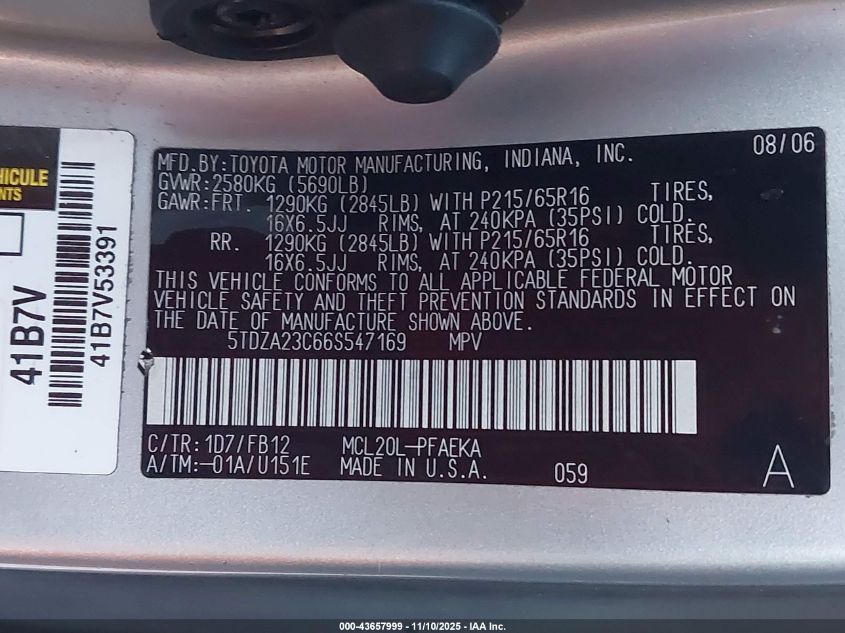 MFD.BY:TOYOTA MOTOR MANUFACTURING, INDIANA, INC. 08/06
GVWR:2580KG (5690LB)
GAWR:FRT. 1290KG (2845LB) WITH P215/65R16 TIRES,
16X6.5JJ RIMS, AT 240KPA (35PSI) COLD.
RR. 1290KG (2845LB) WITH P215/65R16 TIRES,
16X6.5JJ RIMS, AT 240KPA (35PSI) COLD.
THIS VEHICLE CONFORMS TO ALL APPLICABLE FEDERAL MOTOR
VEHICLE SAFETY AND THEFT PREVENTION STANDARDS IN EFFECT ON
THE DATE OF MANUFACTURE SHOWN ABOVE.
5TDZA23C66S547169 MPV
C/TR:1D7/FB12 MCL20L-PFAEKA
A/TM:-01A/U151E MADE IN U.S.A. 059 A
41B7V
41B7V53391
000-43657999 — 11/10/2025 — IAA Inc.